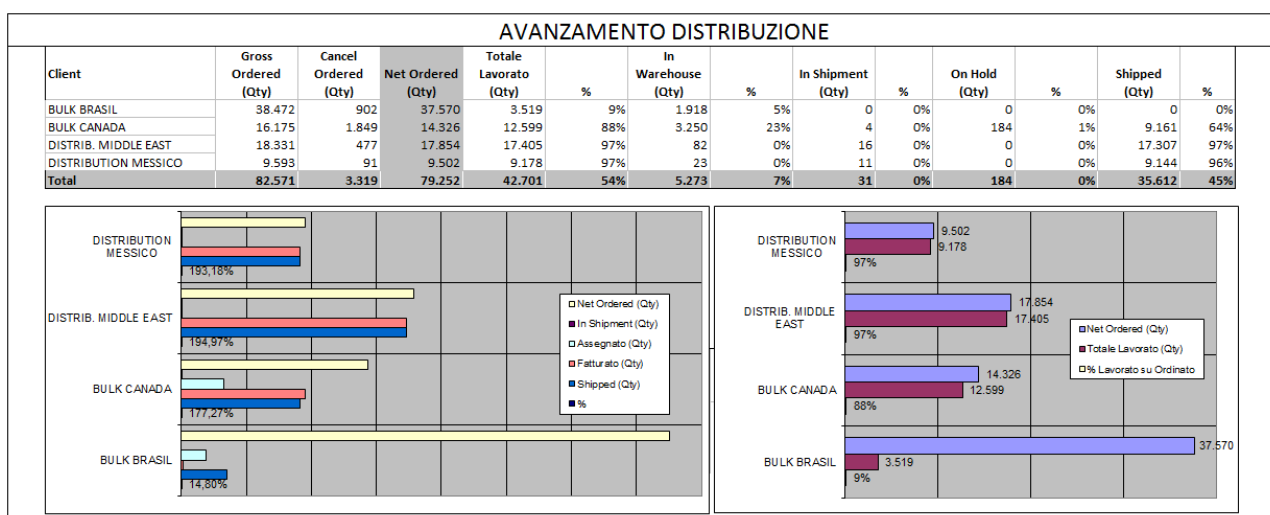 AVANZAMENTO DISTRIBUZIONE
Gross Cancel Totale In
Client Ordered Ordered Net Ordered Lavorato Warehouse In Shipment On Hold Shipped
(Qty) (Qty) (Qty) (Qty) % (Qty) % (Qty) % (Qty) % (Qty) %
BULK BRASIL 38.472 902 37.570 3.519 9% 1.918 5% 0 0% 0 0% 0 0%
BULK CANADA 16.175 1.849 14.326 12.599 88% 3.250 23% 4 0% 184 1% 9.161 64%
DISTRIB. MIDDLE EAST 18.331 477 17.854 17.405 97% 82 0% 16 0% 0 0% 17.307 97%
DISTRIBUTION MESSICO 9.593 91 9.502 9.178 97% 23 0% 11 0% 0 0% 9.144 96%
Total 82.571 3.319 79.252 42.701 54% 5.273 7% 31 0% 184 0% 35.612 45%
DISTRIBUTION
MESSICO
193,18%
DISTRIB. MIDDLE EAST
194,97%
BULK CANADA
177,27%
BULK BRASIL
14,80%
Net Ordered (Qty)
In Shipment (Qty)
Assegnato (Qty)
Fatturato (Qty)
Shipped (Qty)
%
DISTRIBUTION
MESSICO
9.502
9.178
97%
DISTRIB. MIDDLE
EAST
17.854
17.405
97%
BULK CANADA
14.326
12.599
88%
BULK BRASIL
37.570
3.519
9%
Net Ordered (Qty)
Totale Lavorato (Qty)
% Lavorato su Ordinato